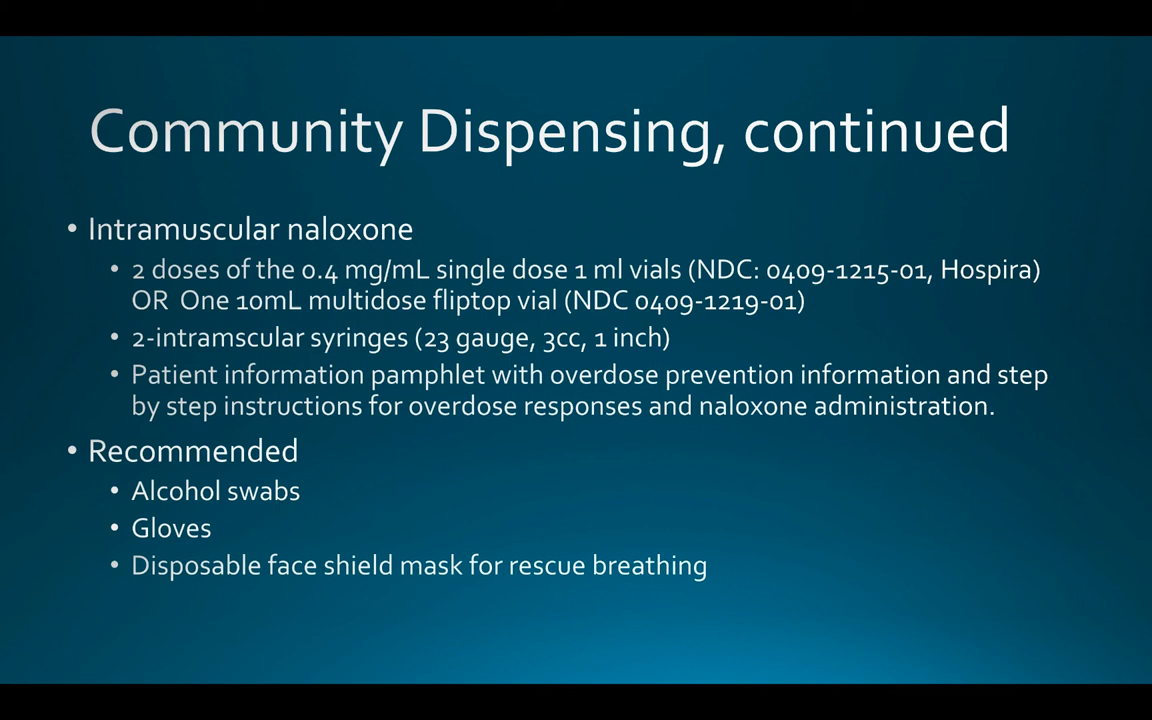 Community Dispensing, continued
• Intramuscular naloxone
• 2 doses of the 0.4 mg/mL single dose 1 ml vials (NDC: 0409-1215-01, Hospira)
OR One 10mL multidose fliptop vial (NDC 0409-1219-01)
• 2-intramscular syringes (23 gauge, 3cc, 1 inch)
• Patient information pamphlet with overdose prevention information and step
by step instructions for overdose responses and naloxone administration.
• Recommended
• Alcohol swabs
• Gloves
• Disposable face shield mask for rescue breathing